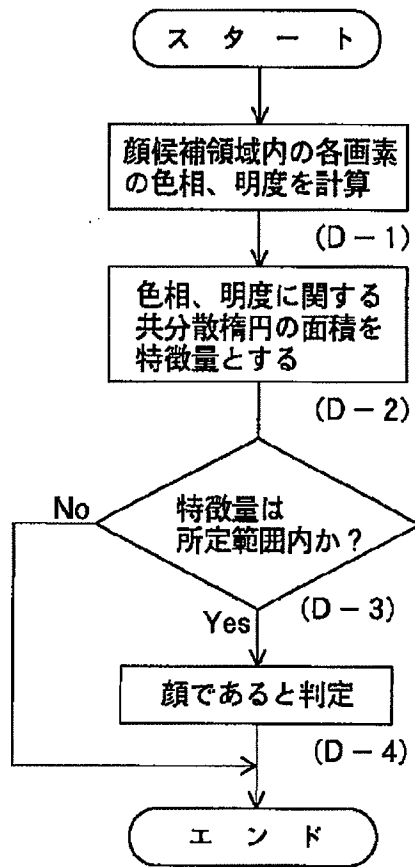 スタート
顔候補領域内の各画素
の色相、明度を計算
(D-1)
色相、明度に関する
共分散楕円の面積を
特徴量とする
(D-2)
No
特徴量は
所定範囲内か？
(D-3)
Yes
顔であると判定
(D-4)
エンド